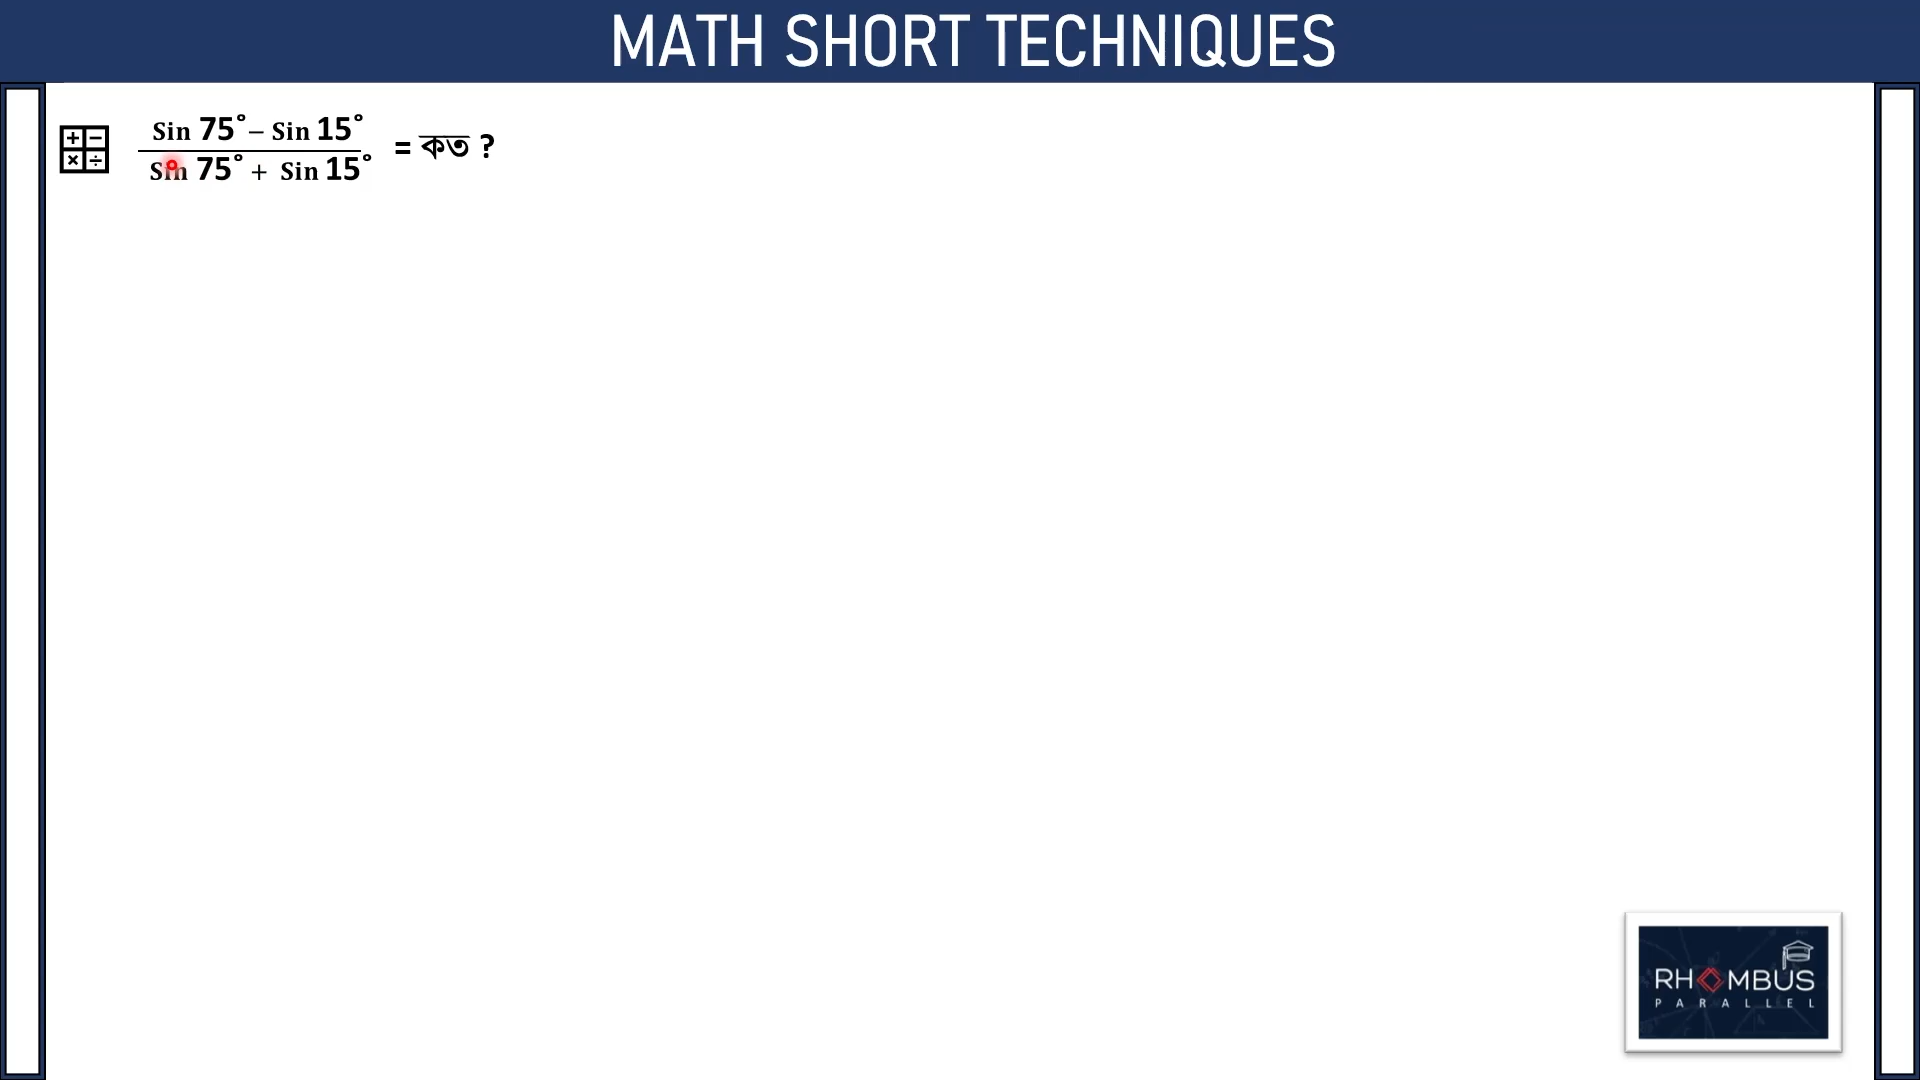 MATH SHORT TECHNIQUES
Sin 75° – Sin 15°
Sin 75° + Sin 15°
= কত ?
RHOMBUS
PARALLEL